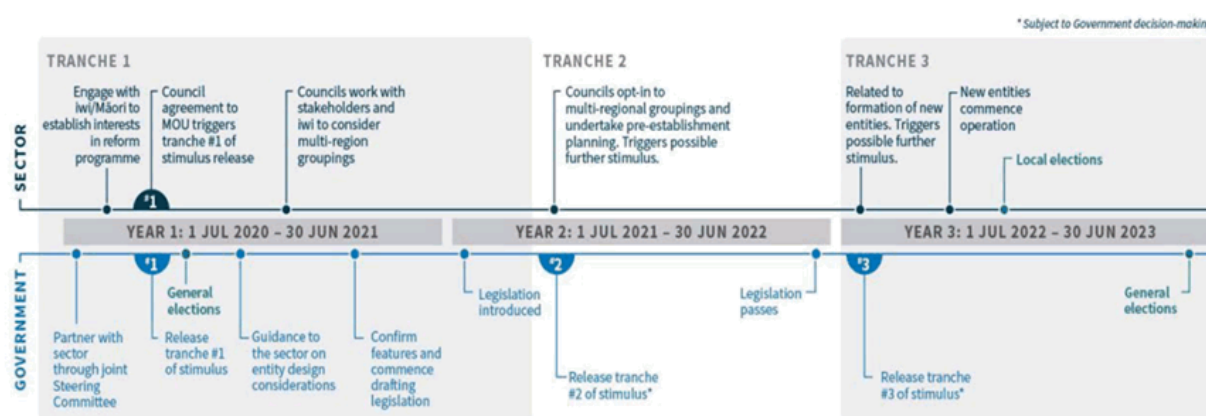 * Subject to Government decision-makin
TRANCHE 1
TRANCHE 2
TRANCHE 3
SECTOR
Engage with
iwi/Māori to
establish interests
in reform
programme
Council
agreement to
MOU triggers
tranche #1 of
stimulus release
Councils work with
stakeholders and
iwi to consider
multi-region
groupings
Councils opt-in to
multi-regional groupings and
undertake pre-establishment
planning. Triggers possible
further stimulus.
Related to
formation of new
entities. Triggers
possible further
stimulus.
New entities
commence
operation
Local elections
#1
YEAR 1: 1 JUL 2020 – 30 JUN 2021
YEAR 2: 1 JUL 2021 – 30 JUN 2022
YEAR 3: 1 JUL 2022 – 30 JUN 2023
GOVERNMENT
#1
#2
#3
Partner with
sector
through joint
Steering
Committee
Release
tranche #1
of stimulus
General
elections
Guidance to
the sector on
entity design
considerations
Confirm
features and
commence
drafting
legislation
Legislation
introduced
Release tranche
#2 of stimulus*
Legislation
passes
Release tranche
#3 of stimulus*
General
elections